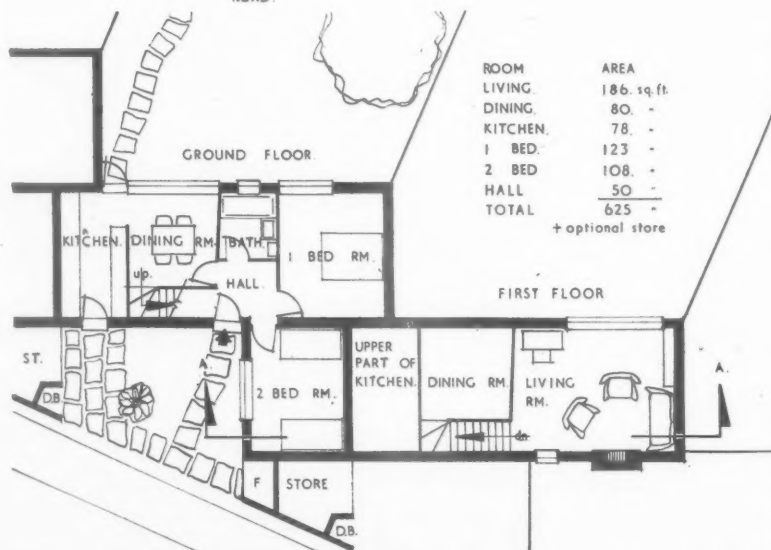 ROOM AREA
LIVING. 186. sq. ft.
DINING. 80. -
KITCHEN. 78. -
1 BED. 123 -
2 BED 108. -
HALL 50 -
TOTAL 625 -
+ optional store
GROUND FLOOR.
KITCHEN. DINING RM. BATH.
1 BED RM.
up.
HALL.
FIRST FLOOR
ST.
D.B.
A.
2 BED RM.
UPPER
PART OF
KITCHEN.
DINING RM.
LIVING
RM.
dn
A.
F STORE
D.B.